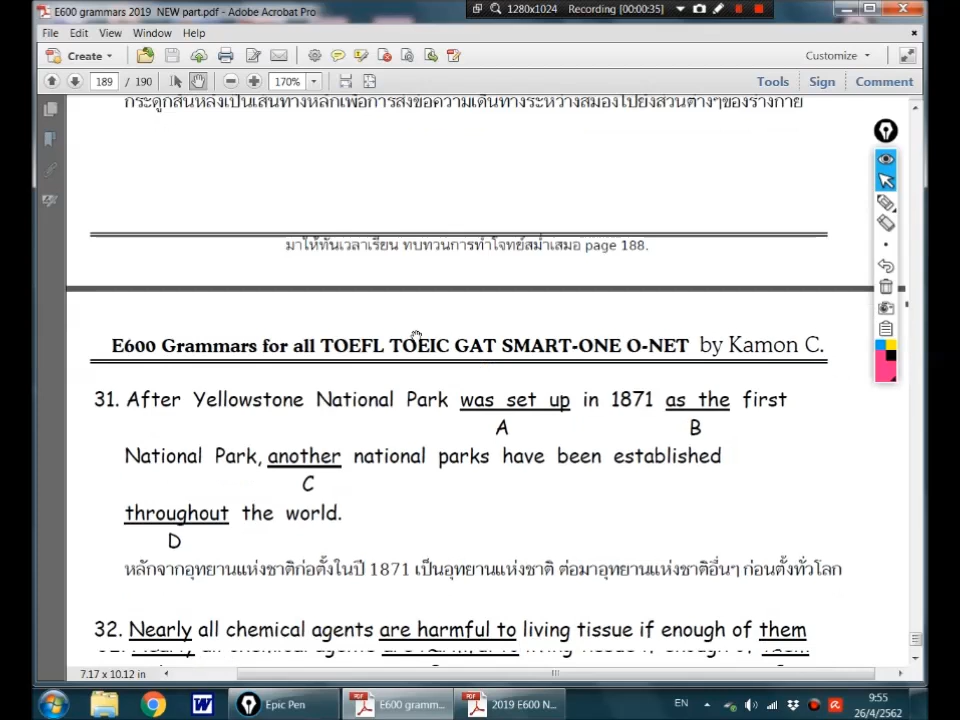 E600 grammars 2019 NEW part.pdf - Adobe Acrobat Pro
1280x1024 Recording [00:00:35]
File Edit View Window Help
Create
Customize
189 / 190
170%
Tools Sign Comment
กระดูกสันหลังเป็นเส้นทางหลักเพื่อการส่งข้อความเดินทางระหว่างสมองไปยังส่วนต่างๆของร่างกาย
มาให้ทันเวลาเรียน ทบทวนการทำโจทย์สม่ำเสมอ page 188.
E600 Grammars for all TOEFL TOEIC GAT SMART-ONE O-NET by Kamon C.
31. After Yellowstone National Park was set up in 1871 as the first
A B
National Park, another national parks have been established
C
throughout the world.
D
หลักจากอุทยานแห่งชาติก่อตั้งในปี 1871 เป็นอุทยานแห่งชาติ ต่อมาอุทยานแห่งชาติอื่นๆ ก่อนตั้งทั่วโลก
32. Nearly all chemical agents are harmful to living tissue if enough of them
7.17 x 10.12 in
Epic Pen
E600 gramm...
2019 E600 N...
EN
9:55
26/4/2562